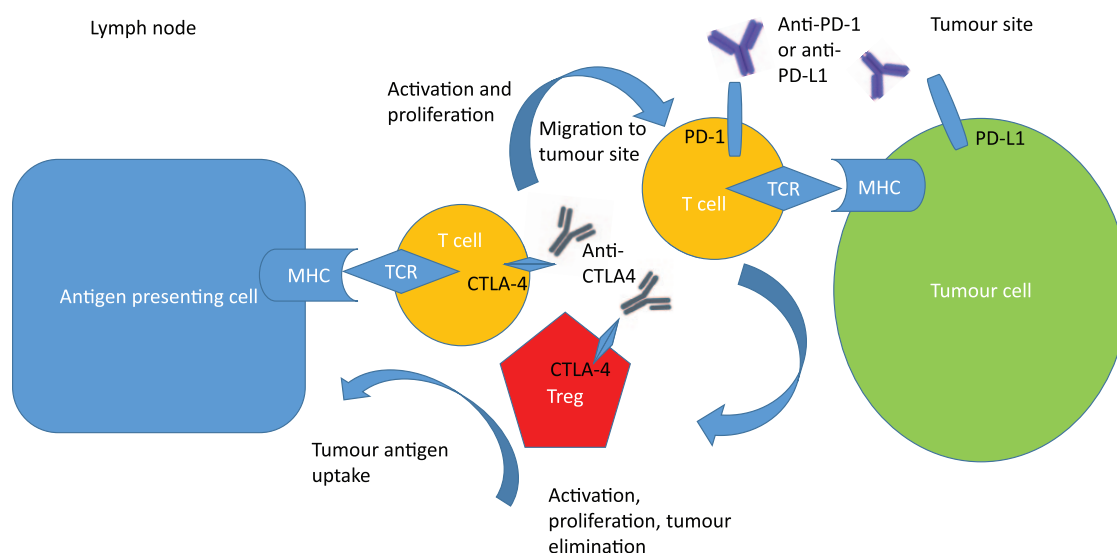 Lymph node
Anti-PD-1
or anti-
PD-L1
Tumour site
Activation and
proliferation
Migration to
tumour site
PD-1
T cell
TCR
MHC
PD-L1
Tumour cell
Antigen presenting cell
MHC
TCR
T cell
CTLA-4
Anti-
CTLA4
CTLA-4
Treg
Tumour antigen
uptake
Activation,
proliferation, tumour
elimination